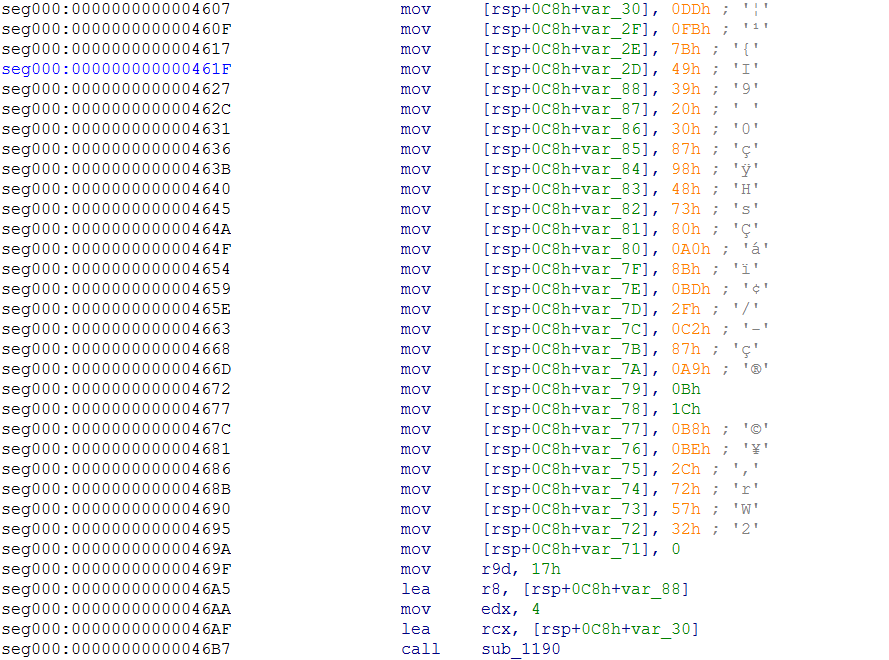 seg000:0000000000004607 mov [rsp+0C8h+var_30], 0DDh ; '¦'
seg000:000000000000460F mov [rsp+0C8h+var_2F], 0FBh ; '¹'
seg000:0000000000004617 mov [rsp+0C8h+var_2E], 7Bh ; '{'
seg000:000000000000461F mov [rsp+0C8h+var_2D], 49h ; 'I'
seg000:0000000000004627 mov [rsp+0C8h+var_88], 39h ; '9'
seg000:000000000000462C mov [rsp+0C8h+var_87], 20h ; ' '
seg000:0000000000004631 mov [rsp+0C8h+var_86], 30h ; '0'
seg000:0000000000004636 mov [rsp+0C8h+var_85], 87h ; 'ç'
seg000:000000000000463B mov [rsp+0C8h+var_84], 98h ; 'ÿ'
seg000:0000000000004640 mov [rsp+0C8h+var_83], 48h ; 'H'
seg000:0000000000004645 mov [rsp+0C8h+var_82], 73h ; 's'
seg000:000000000000464A mov [rsp+0C8h+var_81], 80h ; 'Ç'
seg000:000000000000464F mov [rsp+0C8h+var_80], 0A0h ; 'á'
seg000:0000000000004654 mov [rsp+0C8h+var_7F], 8Bh ; 'ï'
seg000:0000000000004659 mov [rsp+0C8h+var_7E], 0BDh ; '¢'
seg000:000000000000465E mov [rsp+0C8h+var_7D], 2Fh ; '/'
seg000:0000000000004663 mov [rsp+0C8h+var_7C], 0C2h ; '-'
seg000:0000000000004668 mov [rsp+0C8h+var_7B], 87h ; 'ç'
seg000:000000000000466D mov [rsp+0C8h+var_7A], 0A9h ; '®'
seg000:0000000000004672 mov [rsp+0C8h+var_79], 0Bh
seg000:0000000000004677 mov [rsp+0C8h+var_78], 1Ch
seg000:000000000000467C mov [rsp+0C8h+var_77], 0B8h ; '©'
seg000:0000000000004681 mov [rsp+0C8h+var_76], 0BEh ; '¥'
seg000:0000000000004686 mov [rsp+0C8h+var_75], 2Ch ; ','
seg000:000000000000468B mov [rsp+0C8h+var_74], 72h ; 'r'
seg000:0000000000004690 mov [rsp+0C8h+var_73], 57h ; 'W'
seg000:0000000000004695 mov [rsp+0C8h+var_72], 32h ; '2'
seg000:000000000000469A mov [rsp+0C8h+var_71], 0
seg000:000000000000469F mov r9d, 17h
seg000:00000000000046A5 lea r8, [rsp+0C8h+var_88]
seg000:00000000000046AA mov edx, 4
seg000:00000000000046AF lea rcx, [rsp+0C8h+var_30]
seg000:00000000000046B7 call sub_1190